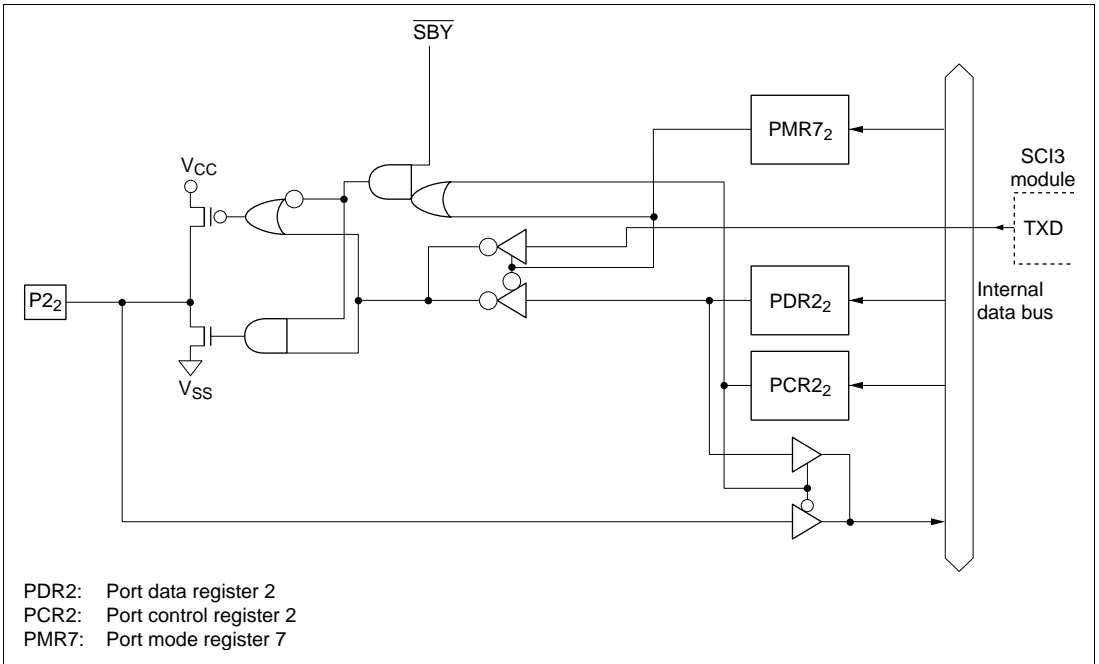 SBY
PMR7₂
V_CC
SCI3
module
TXD
P2₂
PDR2₂
Internal
data bus
V_SS
PCR2₂
PDR2: Port data register 2
PCR2: Port control register 2
PMR7: Port mode register 7